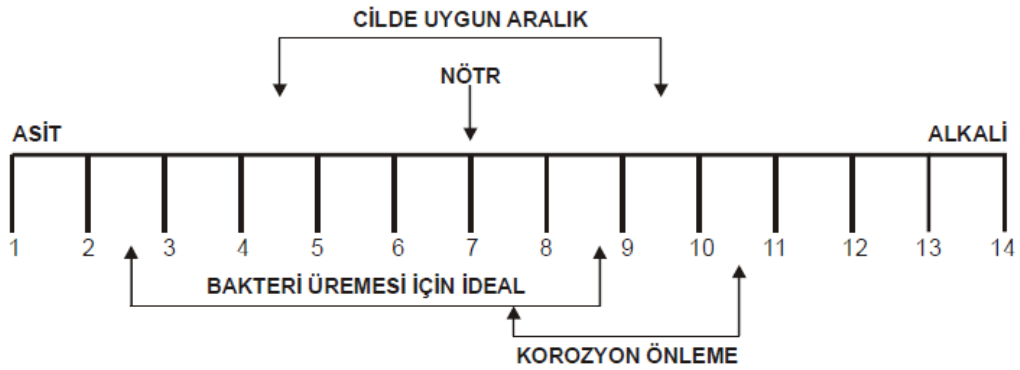 CİLDE UYGUN ARALIK
NÖTR
ASİT ALKALİ
1 2 3 4 5 6 7 8 9 10 11 12 13 14
BAKTERİ ÜREMESİ İÇİN İDEAL
KOROZYON ÖNLEME